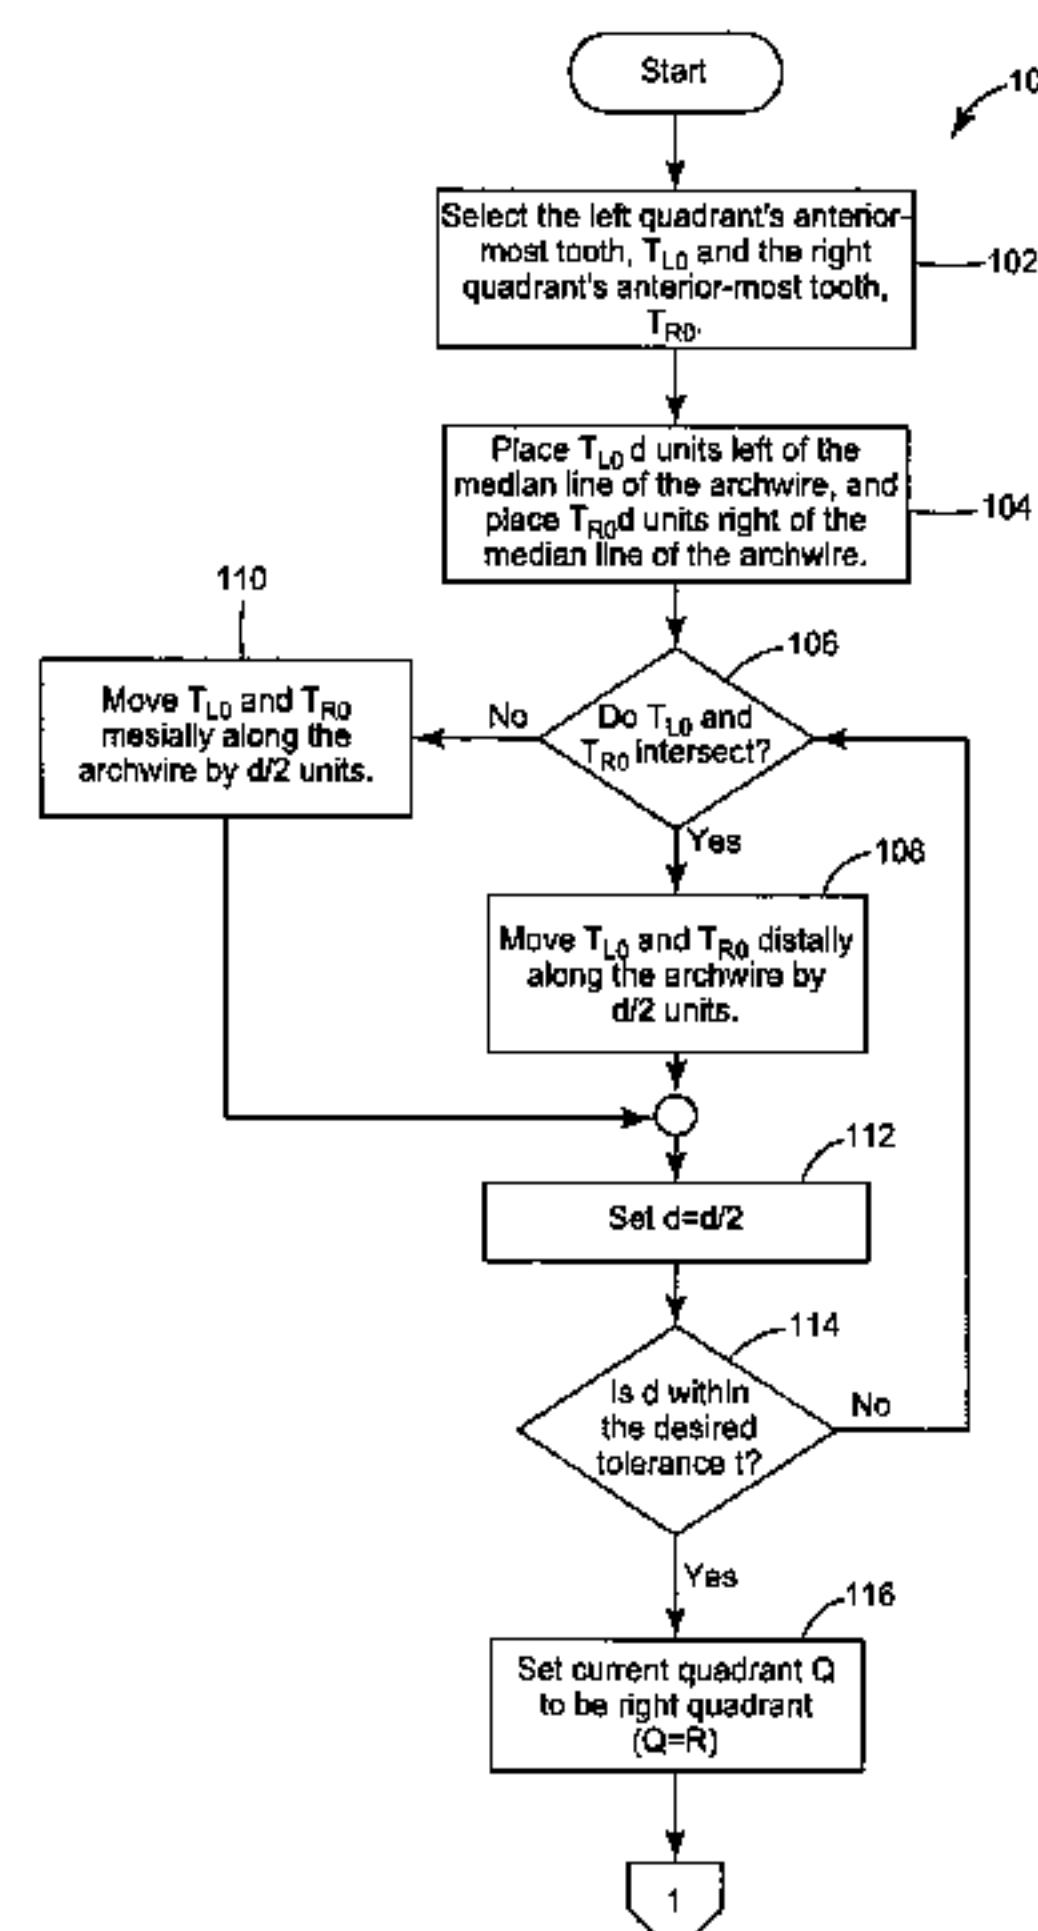 Start
10
Select the left quadrant's anterior-
most tooth, TL0 and the right
quadrant's anterior-most tooth,
TR0.
102
Place TL0 d units left of the
median line of the archwire, and
place TR0d units right of the
median line of the archwire.
104
106
Do TL0 and
TR0 intersect?
No
110
Move TL0 and TR0
mesially along the
archwire by d/2 units.
Yes
108
Move TL0 and TR0 distally
along the archwire by
d/2 units.
112
Set d=d/2
114
Is d within
the desired
tolerance t?
No
Yes
116
Set current quadrant Q
to be right quadrant
(Q=R)
1